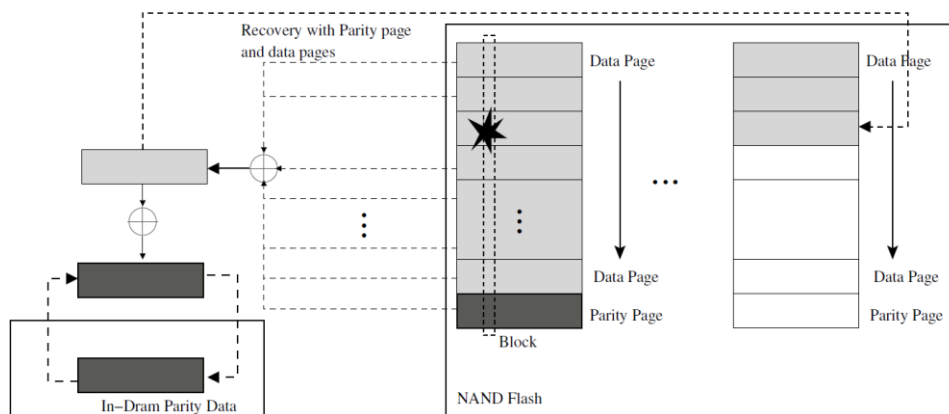 Recovery with Parity page
and data pages
Data Page
Data Page
Data Page
Data Page
Parity Page
Parity Page
Block
In-Dram Parity Data
NAND Flash